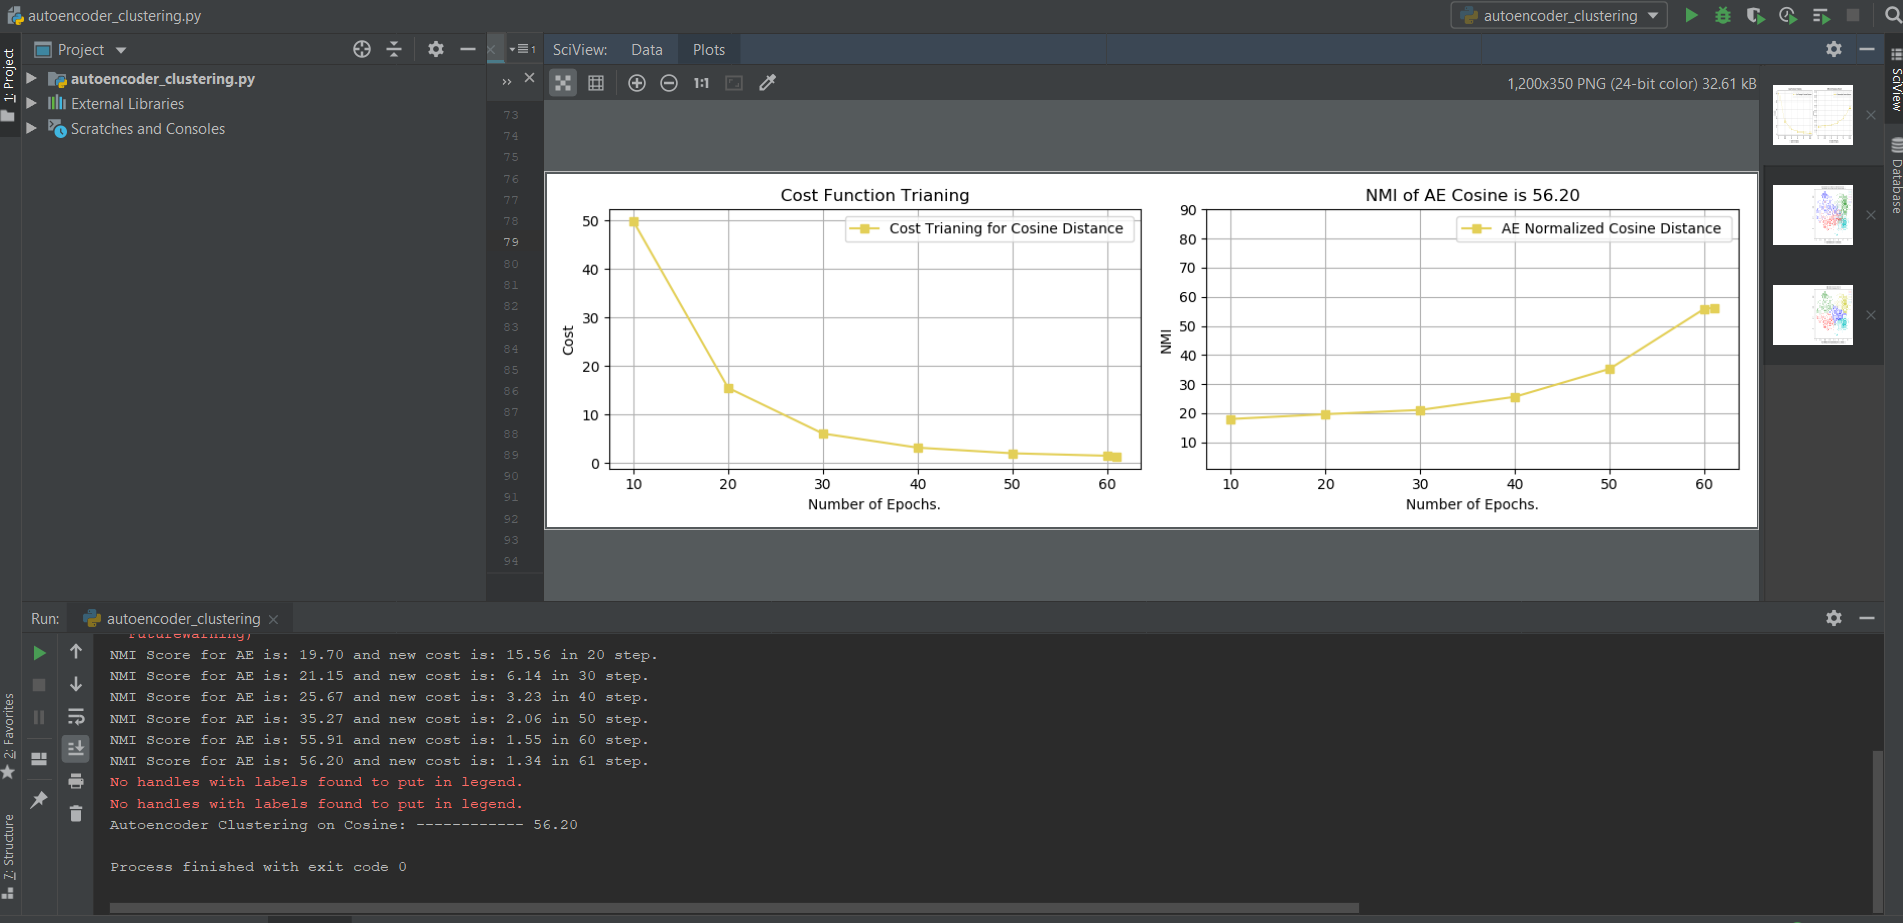 autoencoder_clustering.py
autoencoder_clustering
1: Project
Project
1
SciView:
Data
Plots
SciView
autoencoder_clustering.py
External Libraries
Scratches and Consoles
1:1
1,200x350 PNG (24-bit color) 32.61 kB
Database
73
74
75
76
77
78
79
80
81
82
83
84
85
86
87
88
89
90
91
92
93
94
Cost Function Trianing
Cost Trianing for Cosine Distance
50
40
30
20
10
0
Cost
10 20 30 40 50 60
Number of Epochs.
NMI of AE Cosine is 56.20
AE Normalized Cosine Distance
90
80
70
60
50
40
30
20
10
NMI
10 20 30 40 50 60
Number of Epochs.
Run:
autoencoder_clustering
2: Favorites
7: Structure
FutureWarning)
NMI Score for AE is: 19.70 and new cost is: 15.56 in 20 step.
NMI Score for AE is: 21.15 and new cost is: 6.14 in 30 step.
NMI Score for AE is: 25.67 and new cost is: 3.23 in 40 step.
NMI Score for AE is: 35.27 and new cost is: 2.06 in 50 step.
NMI Score for AE is: 55.91 and new cost is: 1.55 in 60 step.
NMI Score for AE is: 56.20 and new cost is: 1.34 in 61 step.
No handles with labels found to put in legend.
No handles with labels found to put in legend.
Autoencoder Clustering on Cosine: ------------ 56.20
Process finished with exit code 0